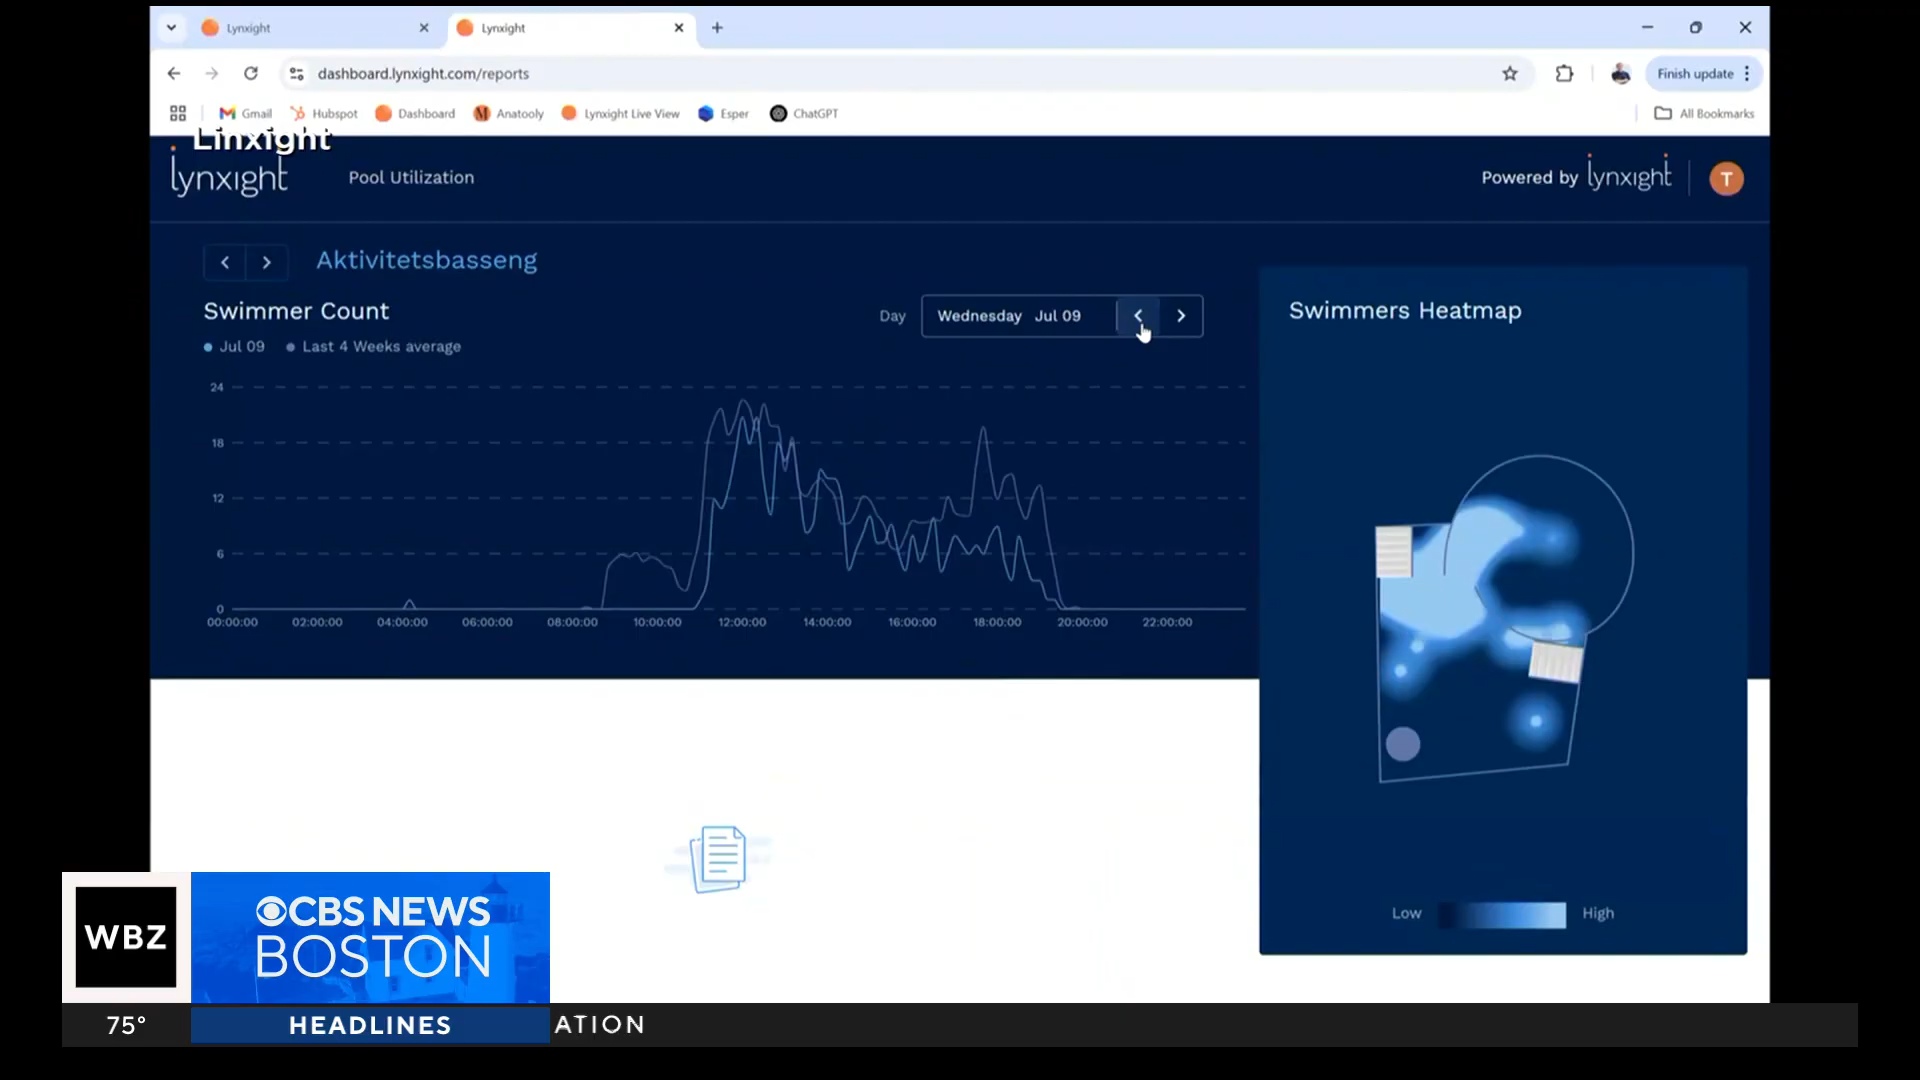 Lynxight
Lynxight
dashboard.lynxight.com/reports
Finish update
Gmail
Hubspot
Dashboard
Anatooly
Lynxight Live View
Esper
ChatGPT
All Bookmarks
Linxight
lynxight
Pool Utilization
Powered by lynxight
T
Aktivitetsbasseng
Swimmer Count
Day
Wednesday Jul 09
Swimmers Heatmap
Jul 09
Last 4 Weeks average
24
18
12
6
0
00:00:00 02:00:00 04:00:00 06:00:00 08:00:00 10:00:00 12:00:00 14:00:00 16:00:00 18:00:00 20:00:00 22:00:00
Low
High
WBZ
CBS NEWS
BOSTON
75°
HEADLINES
ATION